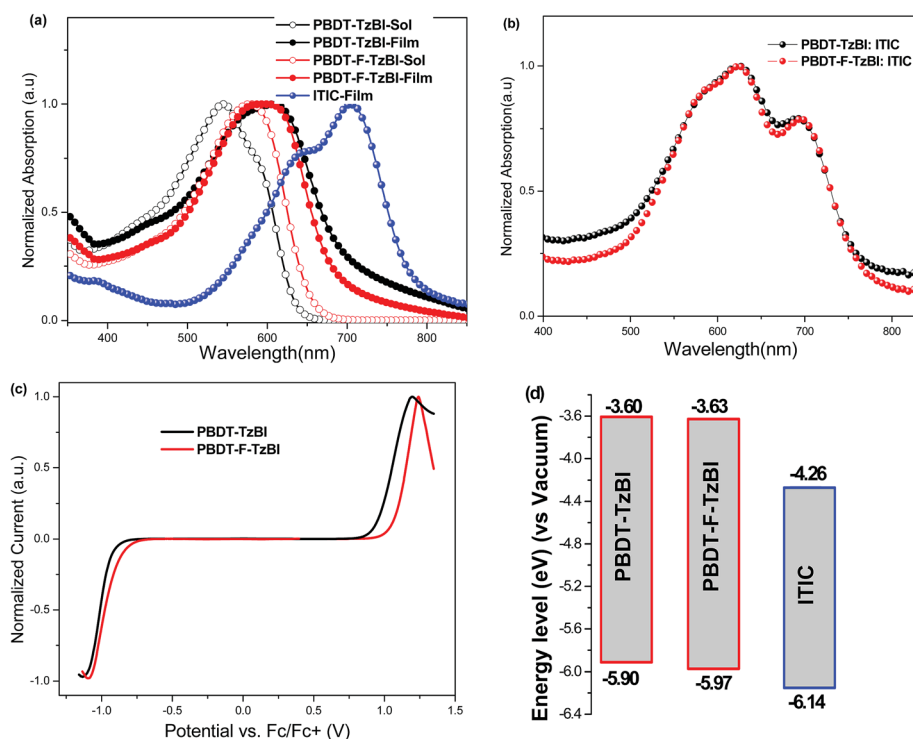 (a)
PBDT-TzBI-Sol
PBDT-TzBI-Film
PBDT-F-TzBI-Sol
PBDT-F-TzBI-Film
ITIC-Film
Normalized Absorption (a.u)
1.0
0.5
0.0
400 500 600 700 800
Wavelength(nm)
(b)
PBDT-TzBI: ITIC
PBDT-F-TzBI: ITIC
Normalized Absorption(a.u)
1.0
0.5
0.0
400 500 600 700 800
Wavelength(nm)
(c)
PBDT-TzBI
PBDT-F-TzBI
Normalized Current (a.u.)
1.0
0.5
0.0
-0.5
-1.0
-1.0 -0.5 0.0 0.5 1.0 1.5
Potential vs. Fc/Fc+ (V)
(d)
Energy level (eV) (vs Vacuum)
-3.6
-4.0
-4.4
-4.8
-5.2
-5.6
-6.0
-6.4
-3.60
PBDT-TzBI
-5.90
-3.63
PBDT-F-TzBI
-5.97
-4.26
ITIC
-6.14